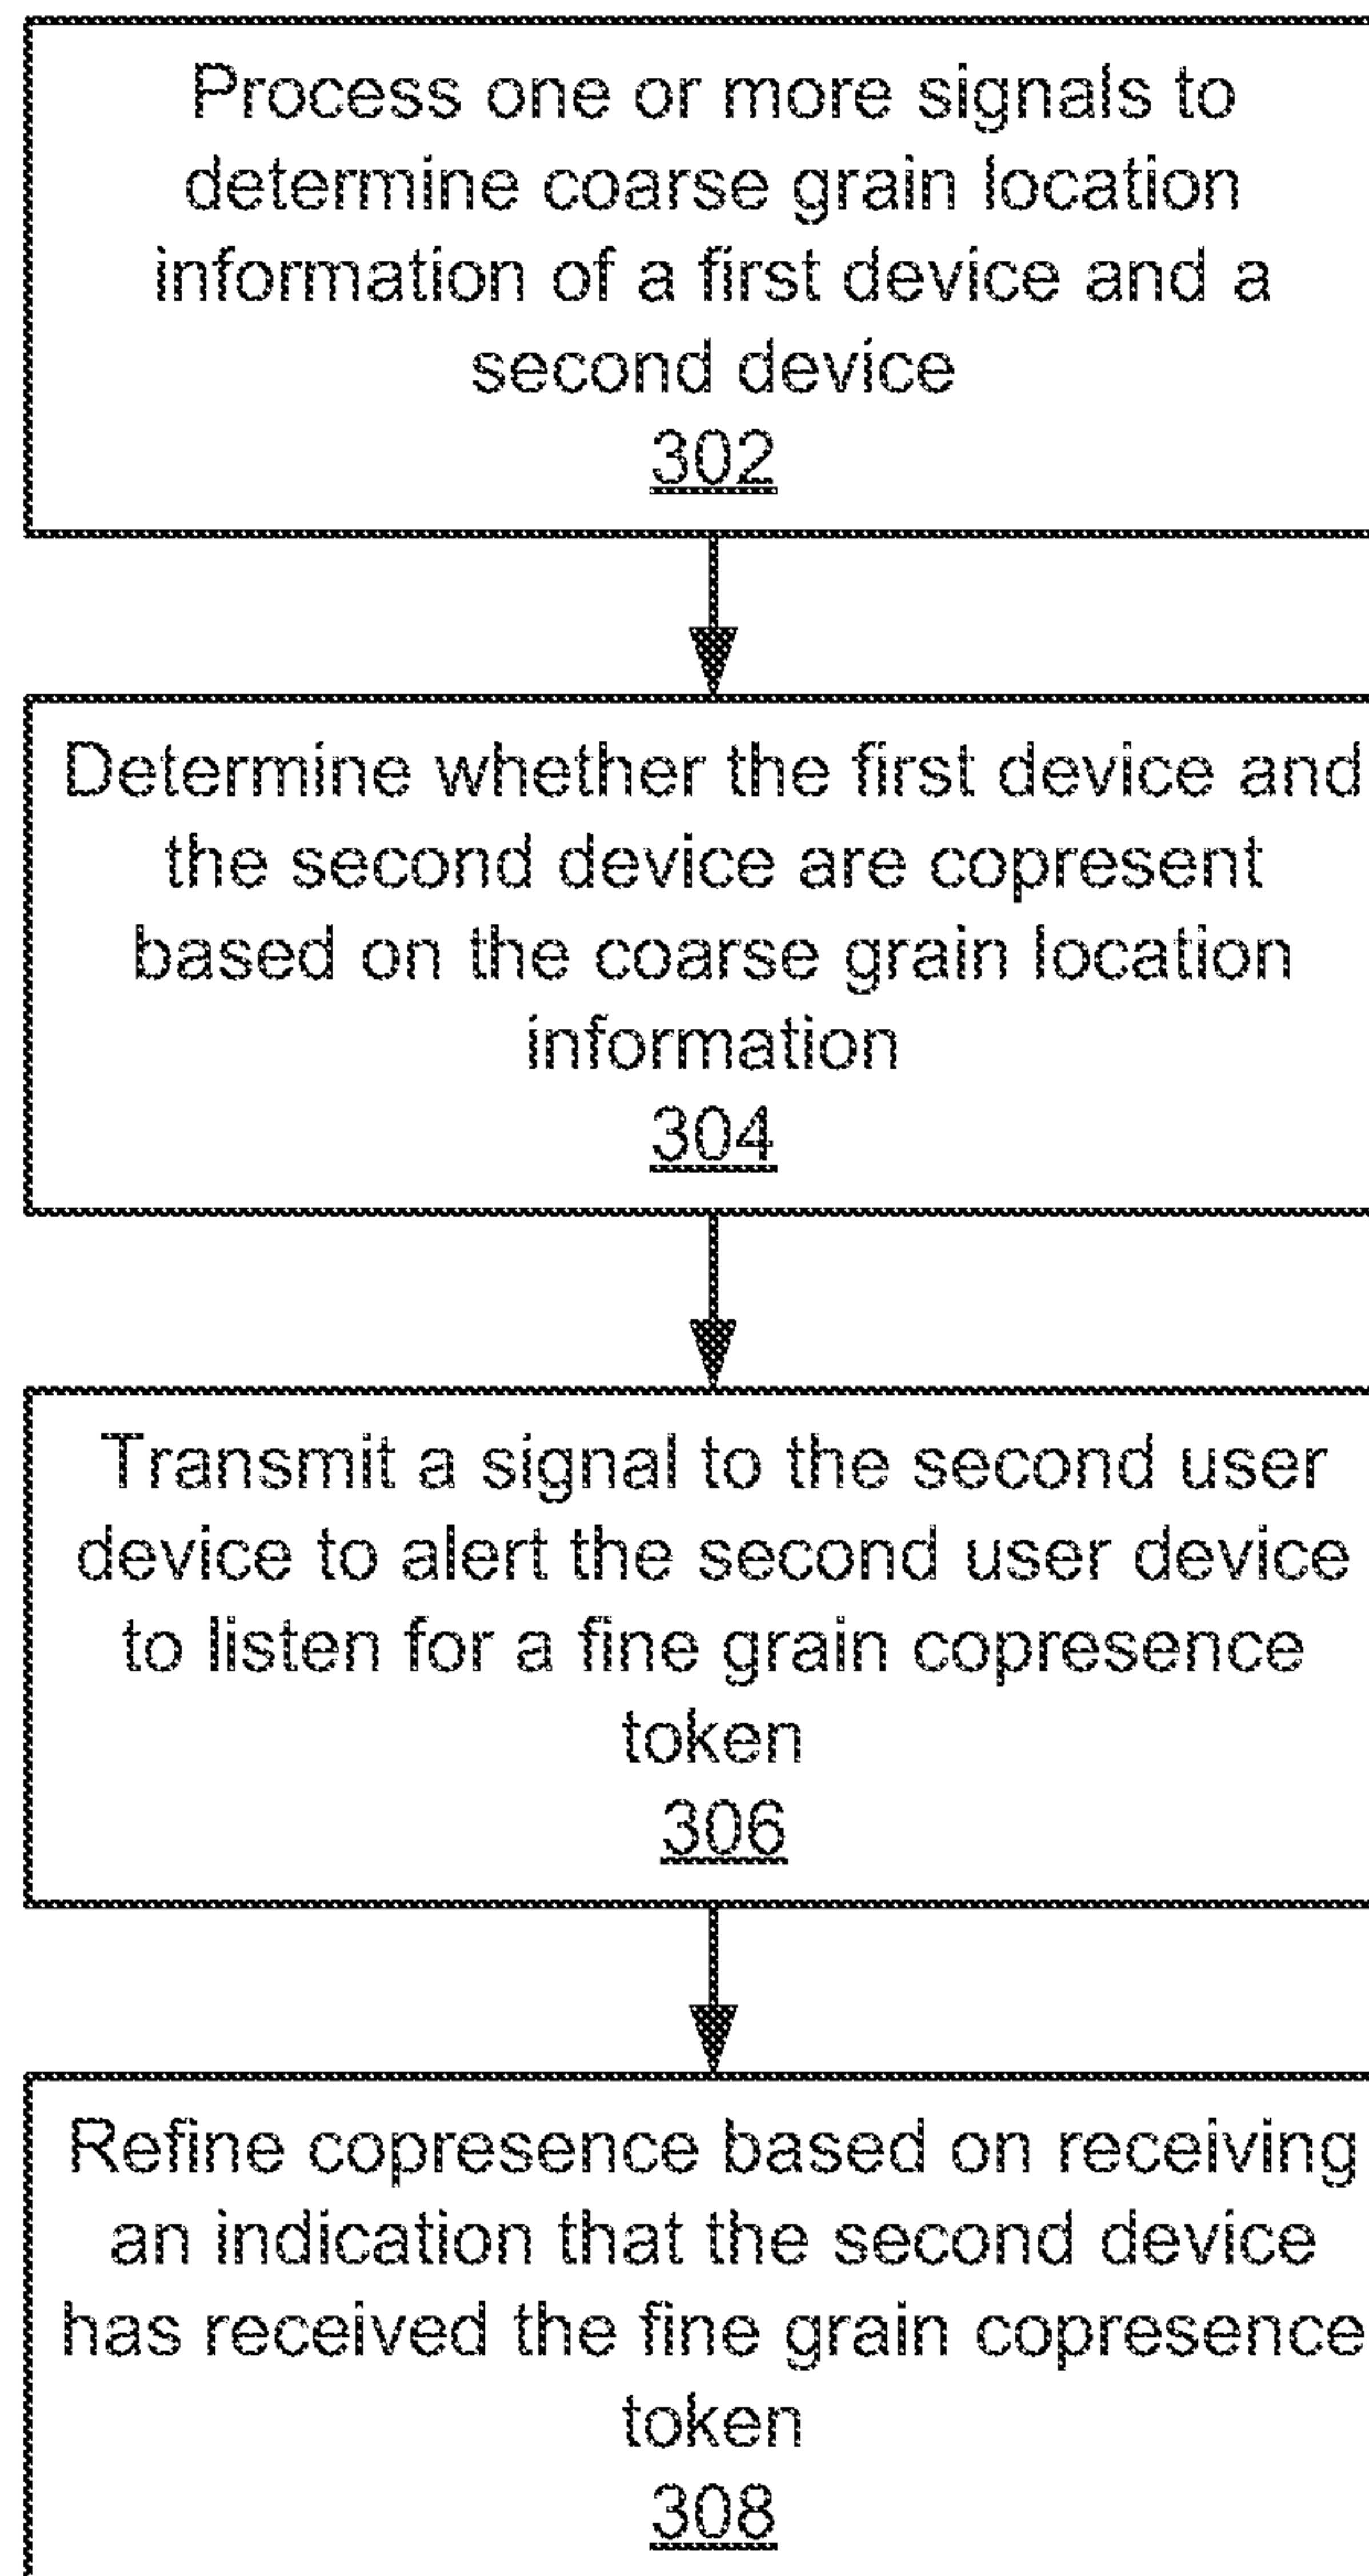 Process one or more signals to
determine coarse grain location
information of a first device and a
second device
302
Determine whether the first device and
the second device are copresent
based on the coarse grain location
information
304
Transmit a signal to the second user
device to alert the second user device
to listen for a fine grain copresence
token
306
Refine copresence based on receiving
an indication that the second device
has received the fine grain copresence
token
308